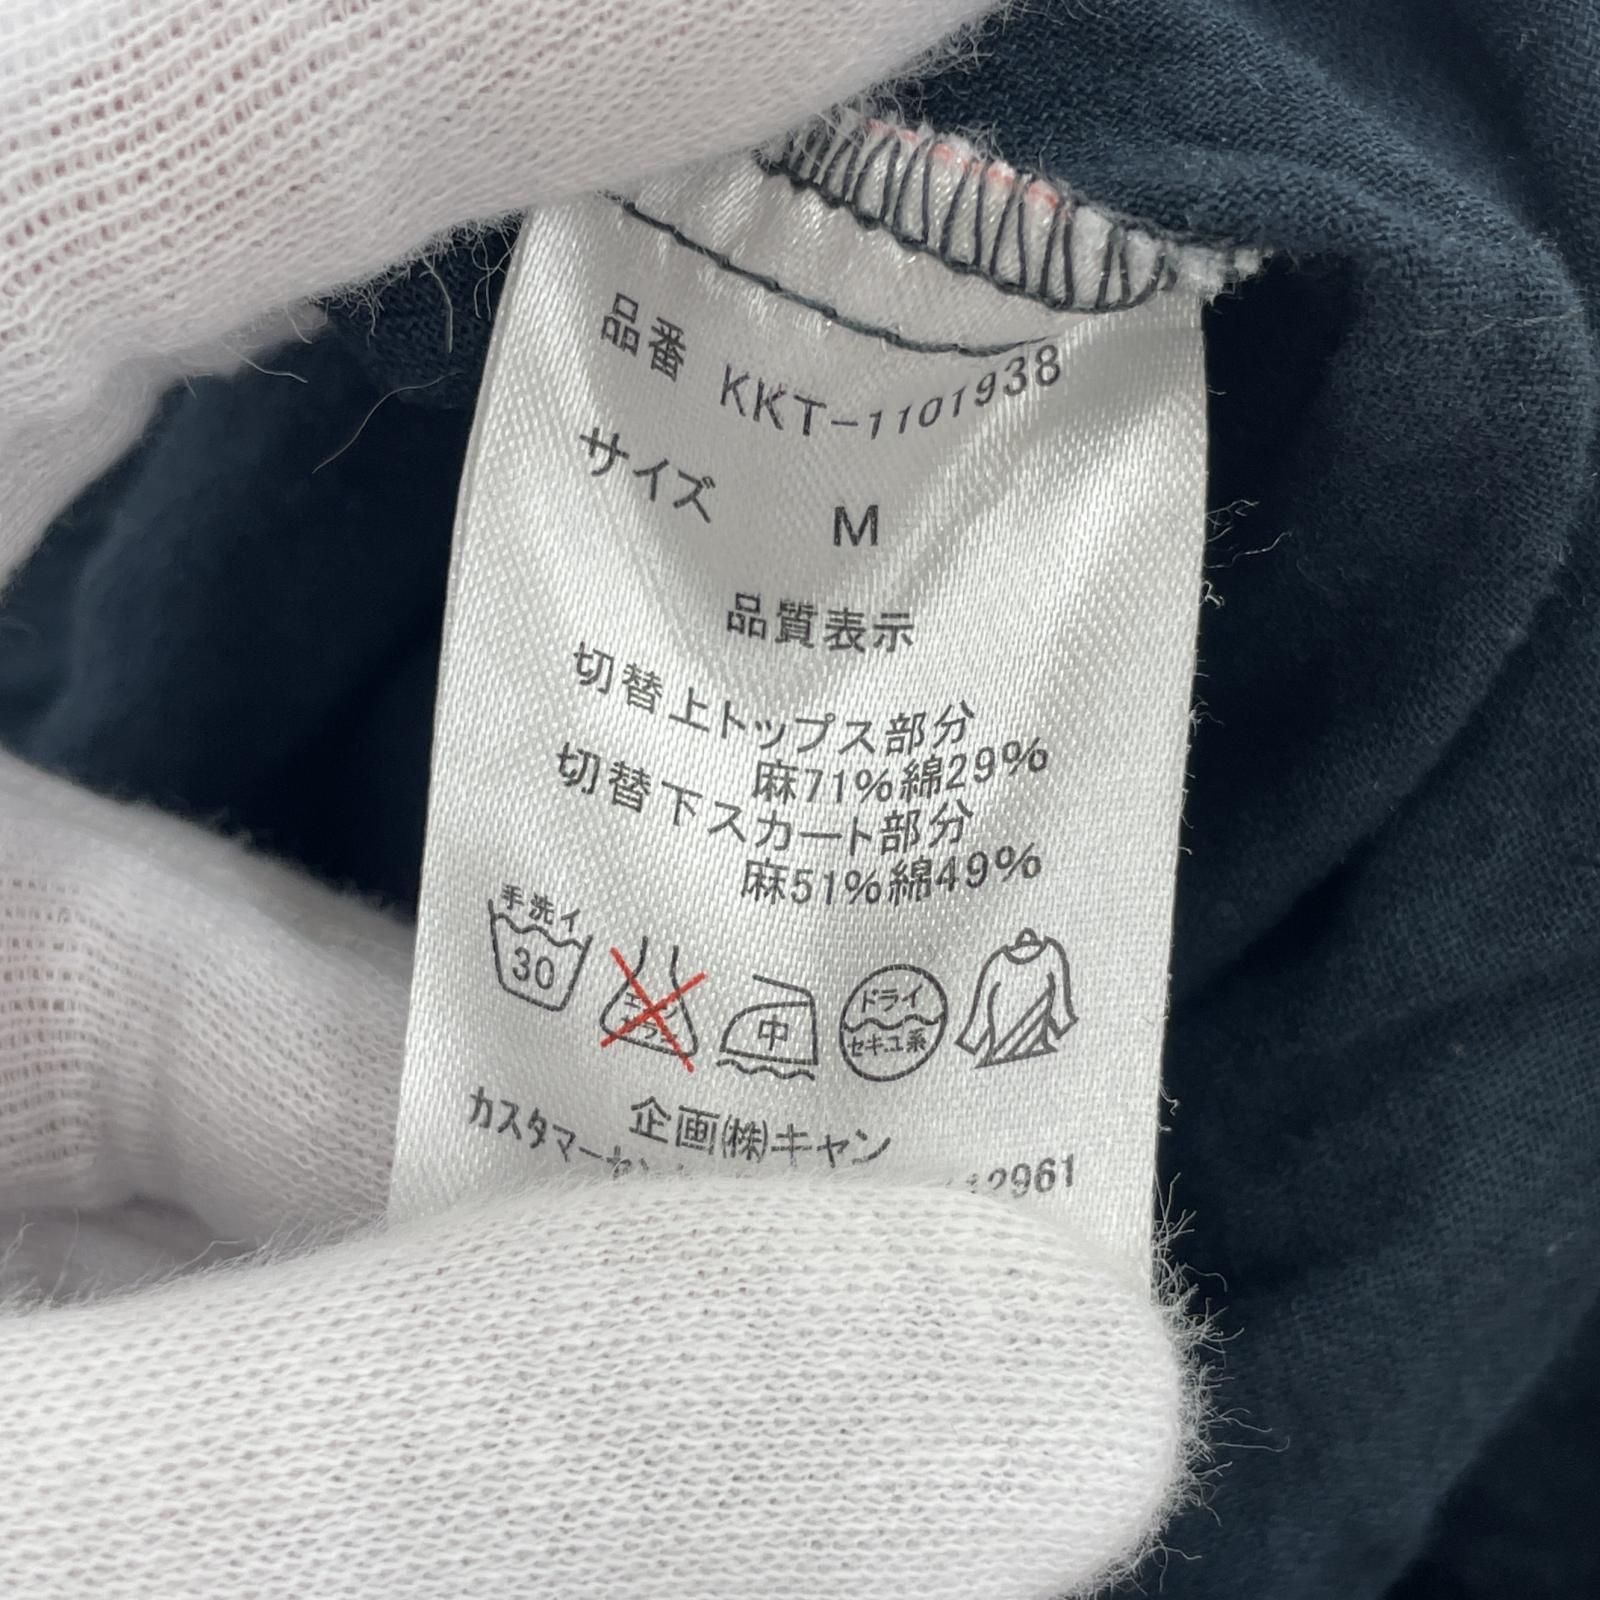 品番 KKT-1101938
サイズ M
品質表示
切替上トップス部分
麻71%綿29%
切替下スカート部分
麻51%綿49%
手洗イ
30
中
ドライ
セキユ系
企画㈱キャン
カスタマーセン
12961